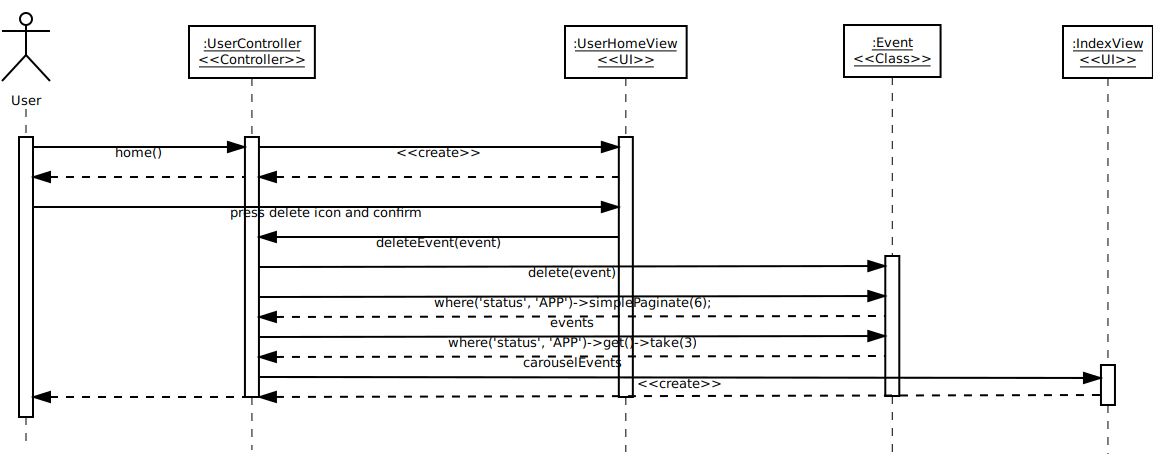 :UserController
<<Controller>>
:UserHomeView
<<UI>>
:Event
<<Class>>
:IndexView
<<UI>>
User
home()
<<create>>
press delete icon and confirm
deleteEvent(event)
delete(event)
where('status', 'APP')->simplePaginate(6);
events
where('status', 'APP')->get()->take(3)
carouselEvents
<<create>>